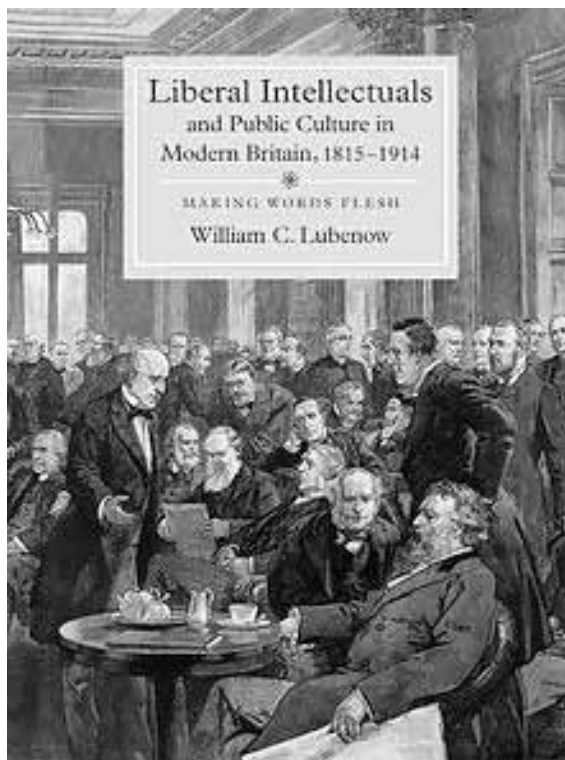 Liberal Intellectuals
and Public Culture in
Modern Britain, 1815–1914
MAKING WORDS FLESH
William C. Lubenow